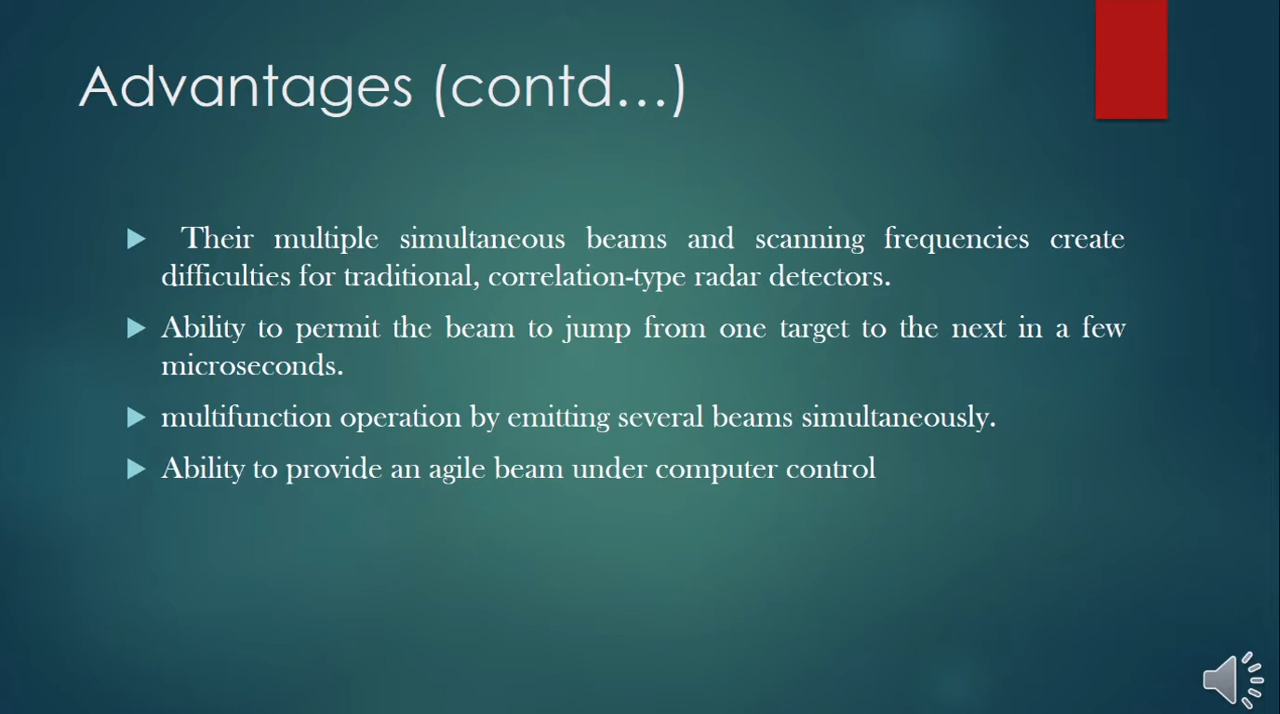 Advantages (contd...)
Their multiple simultaneous beams and scanning frequencies create
difficulties for traditional, correlation-type radar detectors.
Ability to permit the beam to jump from one target to the next in a few
microseconds.
multifunction operation by emitting several beams simultaneously.
Ability to provide an agile beam under computer control